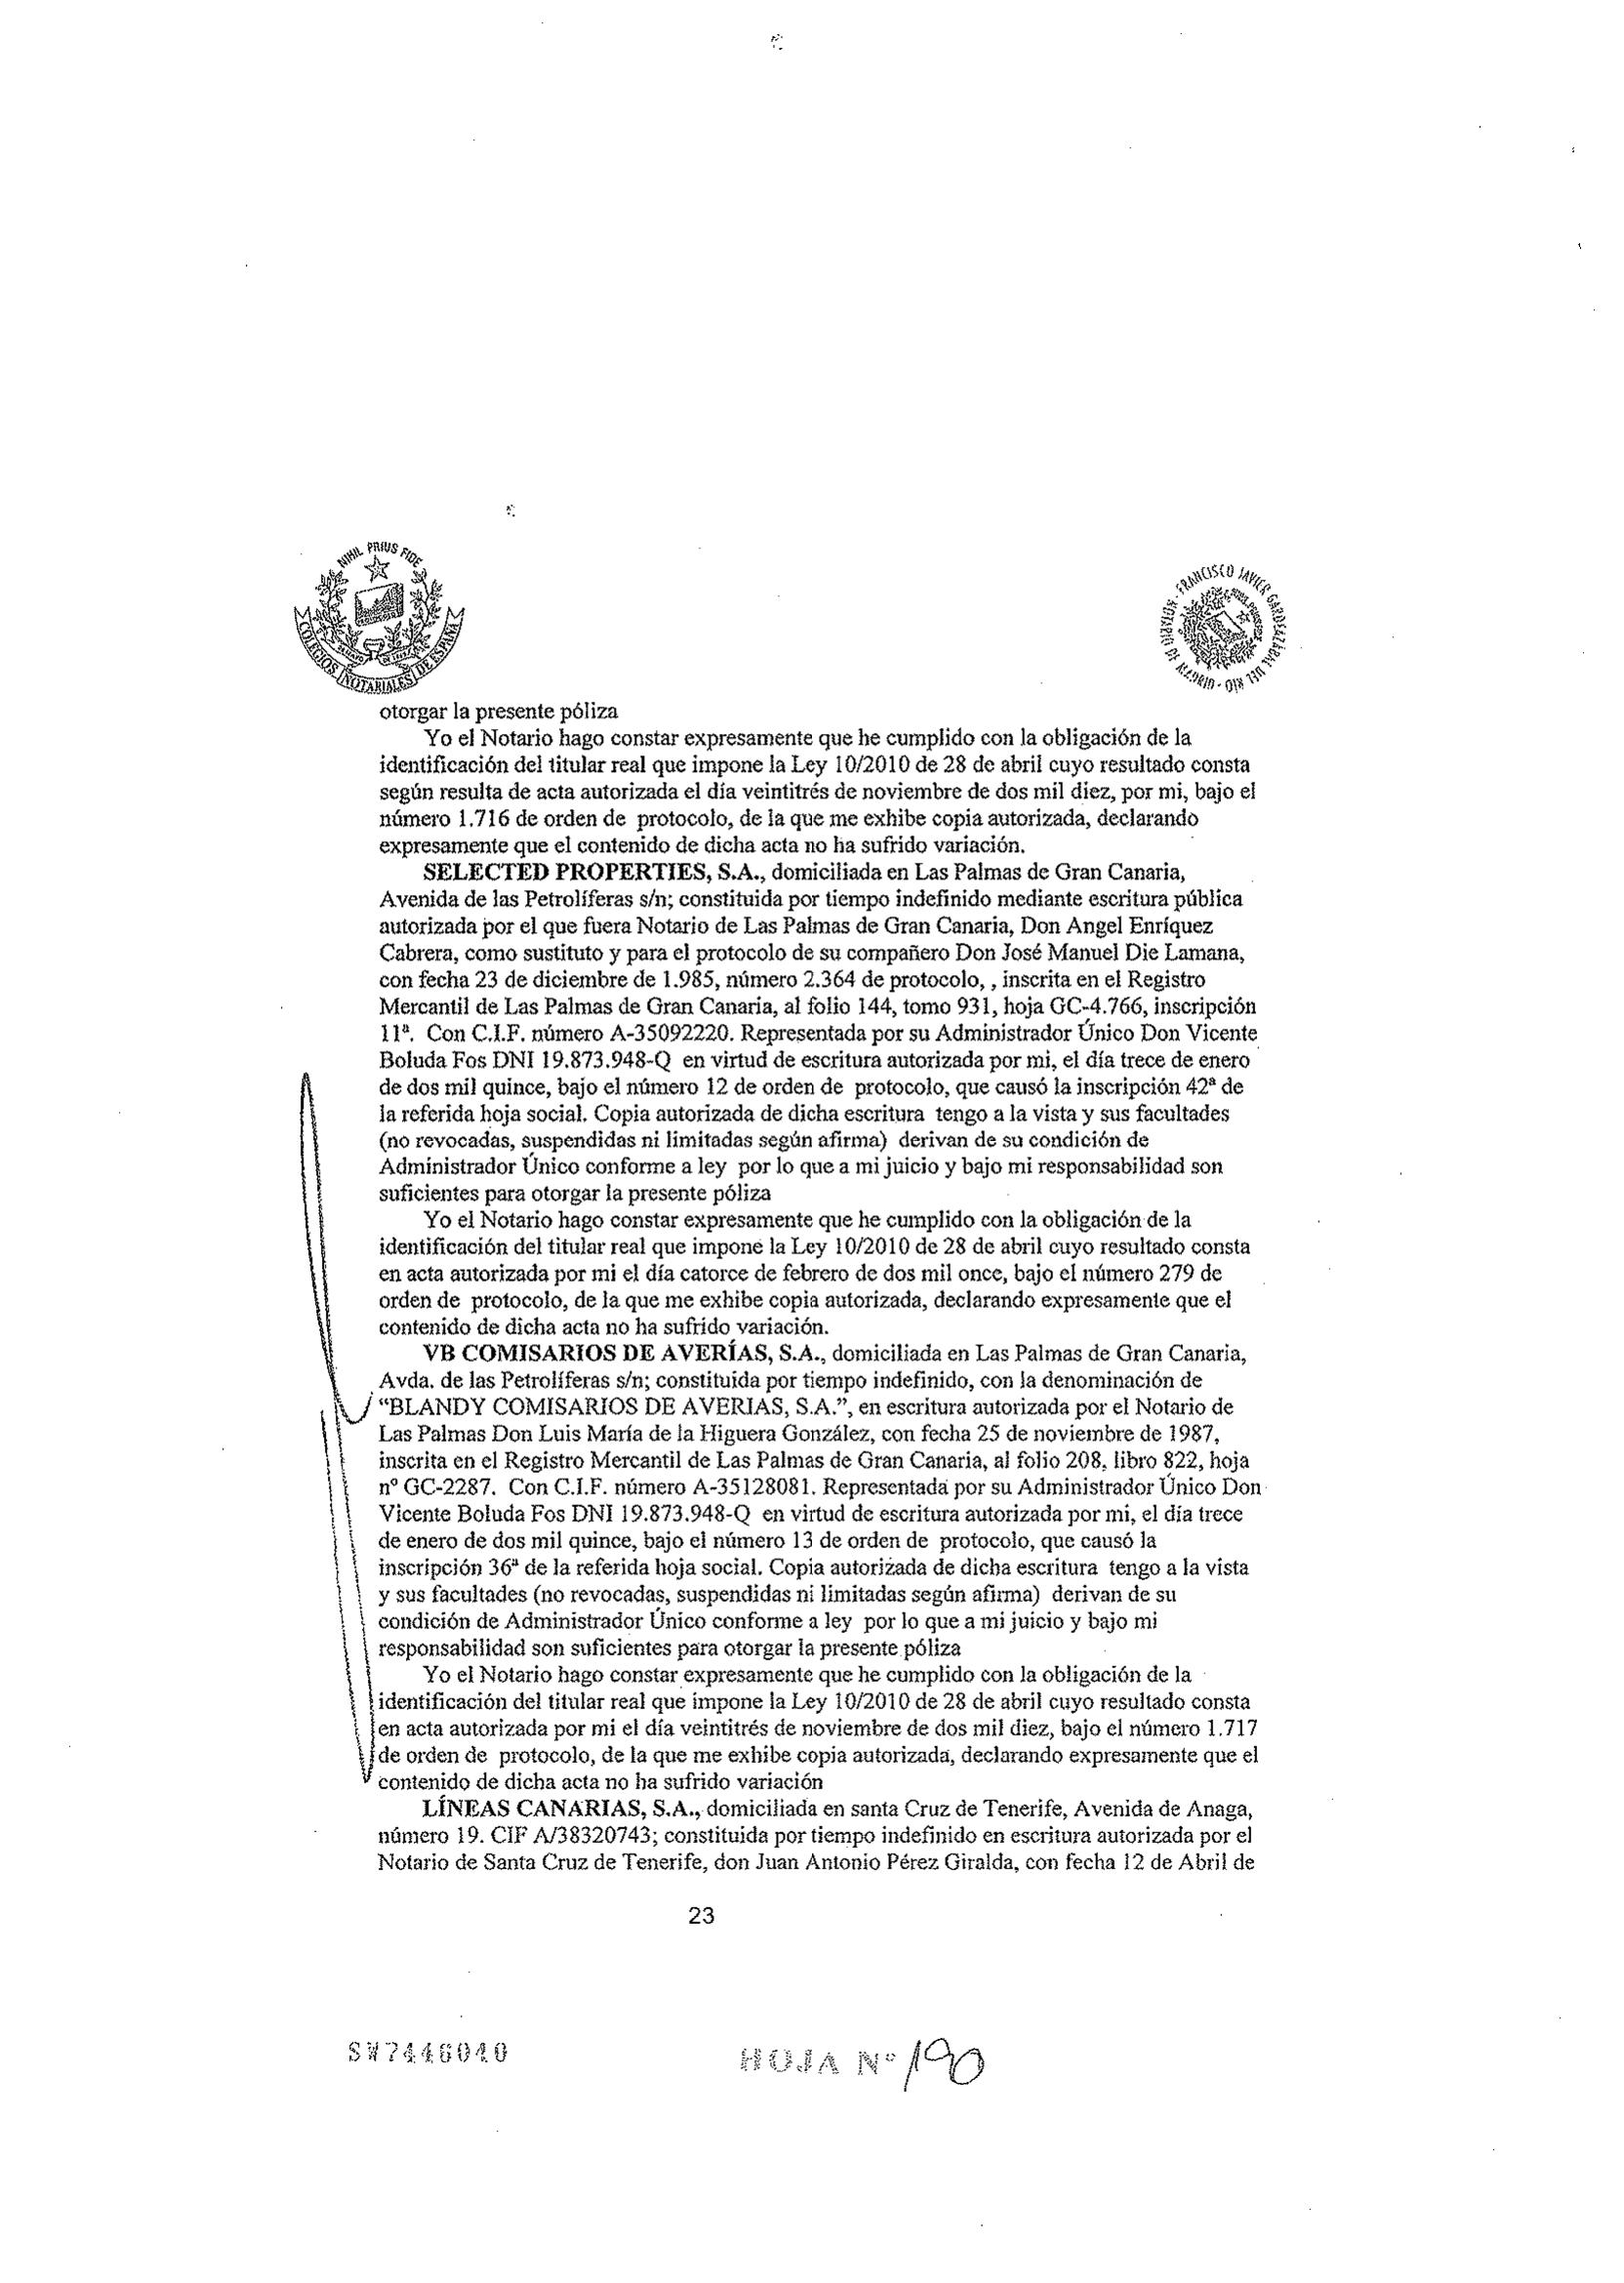 NIHIL PRIUS FIDE
COLEGIOS NOTARIALES DE ESPAÑA
FRANCISCO JAVIER GARDEAZABAL DEL RIO - NOTARIO DE MADRID
otorgar la presente póliza
Yo el Notario hago constar expresamente que he cumplido con la obligación de la
identificación del titular real que impone la Ley 10/2010 de 28 de abril cuyo resultado consta
según resulta de acta autorizada el día veintitrés de noviembre de dos mil diez, por mi, bajo el
número 1.716 de orden de protocolo, de la que me exhibe copia autorizada, declarando
expresamente que el contenido de dicha acta no ha sufrido variación.
SELECTED PROPERTIES, S.A., domiciliada en Las Palmas de Gran Canaria,
Avenida de las Petrolíferas s/n; constituida por tiempo indefinido mediante escritura pública
autorizada por el que fuera Notario de Las Palmas de Gran Canaria, Don Angel Enríquez
Cabrera, como sustituto y para el protocolo de su compañero Don José Manuel Die Lamana,
con fecha 23 de diciembre de 1.985, número 2.364 de protocolo, , inscrita en el Registro
Mercantil de Las Palmas de Gran Canaria, al folio 144, tomo 931, hoja GC-4.766, inscripción
11ª. Con C.I.F. número A-35092220. Representada por su Administrador Único Don Vicente
Boluda Fos DNI 19.873.948-Q en virtud de escritura autorizada por mi, el día trece de enero
de dos mil quince, bajo el número 12 de orden de protocolo, que causó la inscripción 42ª de
la referida hoja social. Copia autorizada de dicha escritura tengo a la vista y sus facultades
(no revocadas, suspendidas ni limitadas según afirma) derivan de su condición de
Administrador Único conforme a ley por lo que a mi juicio y bajo mi responsabilidad son
suficientes para otorgar la presente póliza
Yo el Notario hago constar expresamente que he cumplido con la obligación de la
identificación del titular real que impone la Ley 10/2010 de 28 de abril cuyo resultado consta
en acta autorizada por mi el día catorce de febrero de dos mil once, bajo el número 279 de
orden de protocolo, de la que me exhibe copia autorizada, declarando expresamente que el
contenido de dicha acta no ha sufrido variación.
VB COMISARIOS DE AVERÍAS, S.A., domiciliada en Las Palmas de Gran Canaria,
Avda. de las Petrolíferas s/n; constituida por tiempo indefinido, con la denominación de
“BLANDY COMISARIOS DE AVERIAS, S.A.”, en escritura autorizada por el Notario de
Las Palmas Don Luis María de la Higuera González, con fecha 25 de noviembre de 1987,
inscrita en el Registro Mercantil de Las Palmas de Gran Canaria, al folio 208, libro 822, hoja
nº GC-2287. Con C.I.F. número A-35128081. Representada por su Administrador Único Don
Vicente Boluda Fos DNI 19.873.948-Q en virtud de escritura autorizada por mi, el día trece
de enero de dos mil quince, bajo el número 13 de orden de protocolo, que causó la
inscripción 36ª de la referida hoja social. Copia autorizada de dicha escritura tengo a la vista
y sus facultades (no revocadas, suspendidas ni limitadas según afirma) derivan de su
condición de Administrador Único conforme a ley por lo que a mi juicio y bajo mi
responsabilidad son suficientes para otorgar la presente póliza
Yo el Notario hago constar expresamente que he cumplido con la obligación de la
identificación del titular real que impone la Ley 10/2010 de 28 de abril cuyo resultado consta
en acta autorizada por mi el día veintitrés de noviembre de dos mil diez, bajo el número 1.717
de orden de protocolo, de la que me exhibe copia autorizada, declarando expresamente que el
contenido de dicha acta no ha sufrido variación
LÍNEAS CANARIAS, S.A., domiciliada en santa Cruz de Tenerife, Avenida de Anaga,
número 19. CIF A/38320743; constituida por tiempo indefinido en escritura autorizada por el
Notario de Santa Cruz de Tenerife, don Juan Antonio Pérez Giralda, con fecha 12 de Abril de
23
SW7446040
HOJA Nº 190